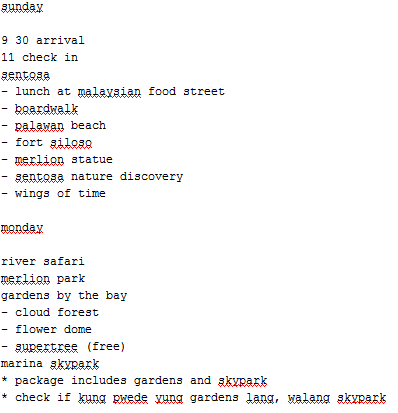 sunday
9 30 arrival
11 check in
sentosa
- lunch at malaysian food street
- boardwalk
- palawan beach
- fort siloso
- merlion statue
- sentosa nature discovery
- wings of time
monday
river safari
merlion park
gardens by the bay
- cloud forest
- flower dome
- supertree (free)
marina skypark
* package includes gardens and skypark
* check if kung pwede yung gardens lang, walang skypark